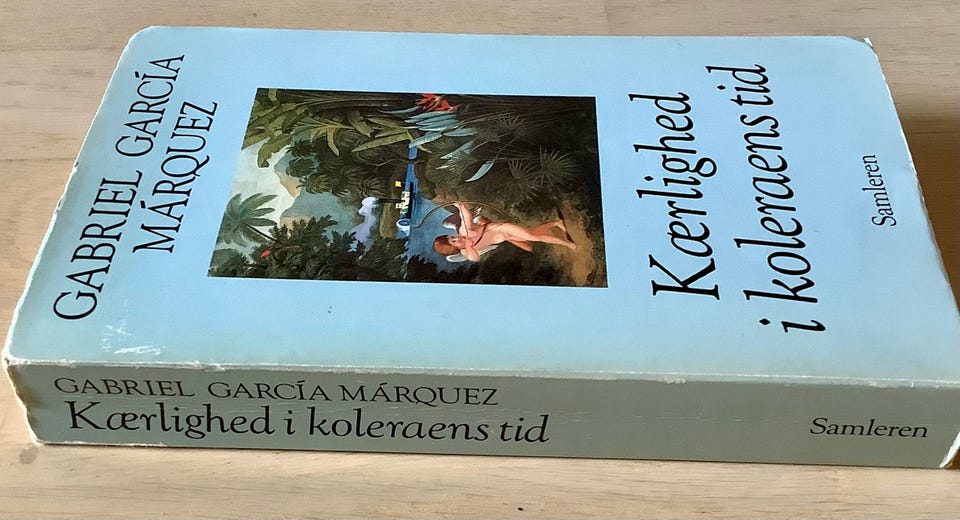 GABRIEL GARCÍA
MÁRQUEZ
Kærlighed
i koleraens tid
Samleren
GABRIEL GARCÍA MÁRQUEZ
Kærlighed i koleraens tid
Samleren